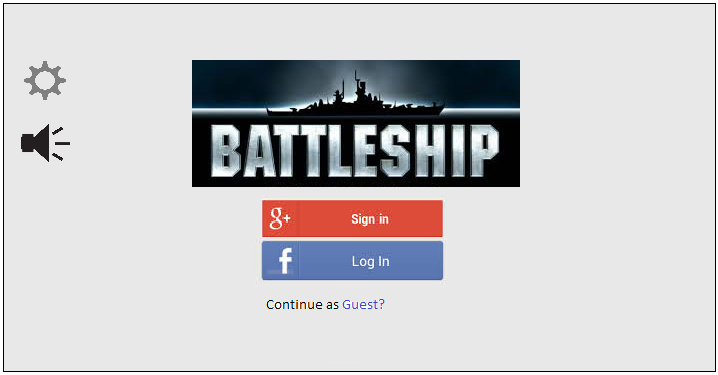 BATTLESHIP
g+ Sign in
f Log In
Continue as Guest?